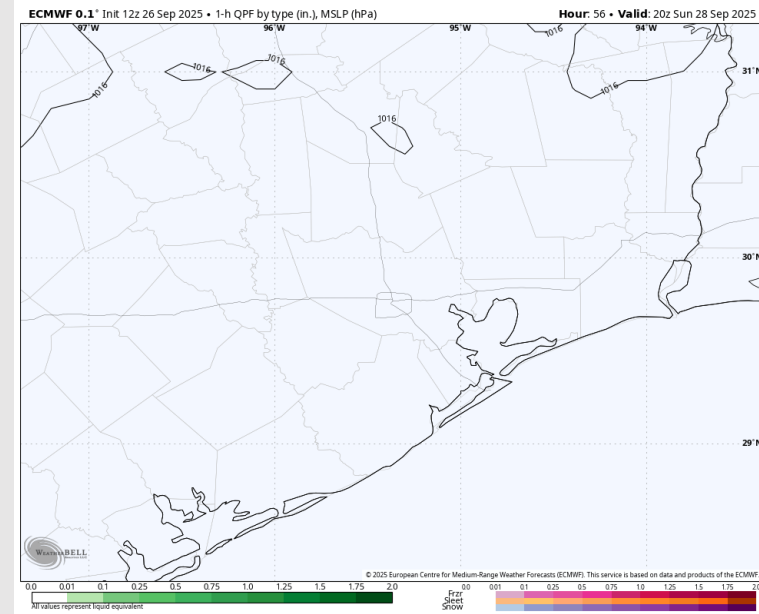 ECMWF 0.1° Init 12z 26 Sep 2025 • 1-h QPF by type (in.), MSLP (hPa)
Hour: 56 • Valid: 20z Sun 28 Sep 2025
97°W 96°W 95°W 94°W
1016
1016
1016
1016
31°N
1016
1016
30°N
29°N
WEATHERBELL
© 2025 European Centre for Medium-Range Weather Forecasts (ECMWF). This service is based on data and products of the ECMWF.
0.0 0.01 0.1 0.25 0.5 0.75 1.0 1.25 1.5 1.75 2.0
All values represent liquid equivalent
0.0 0.01 0.1 0.25 0.5 0.75 1.0 1.25 1.5 1.75 2.0
Frzr
Sleet
Snow